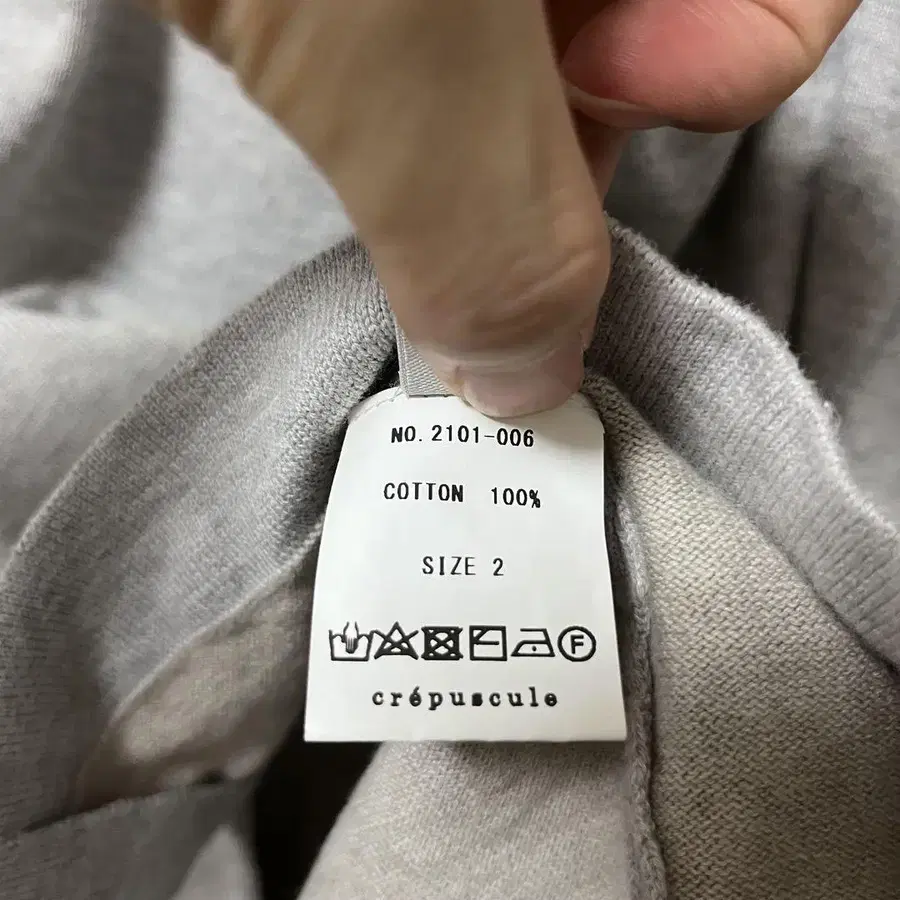 NO. 2101-006
COTTON 100%
SIZE 2
F
crépuscule